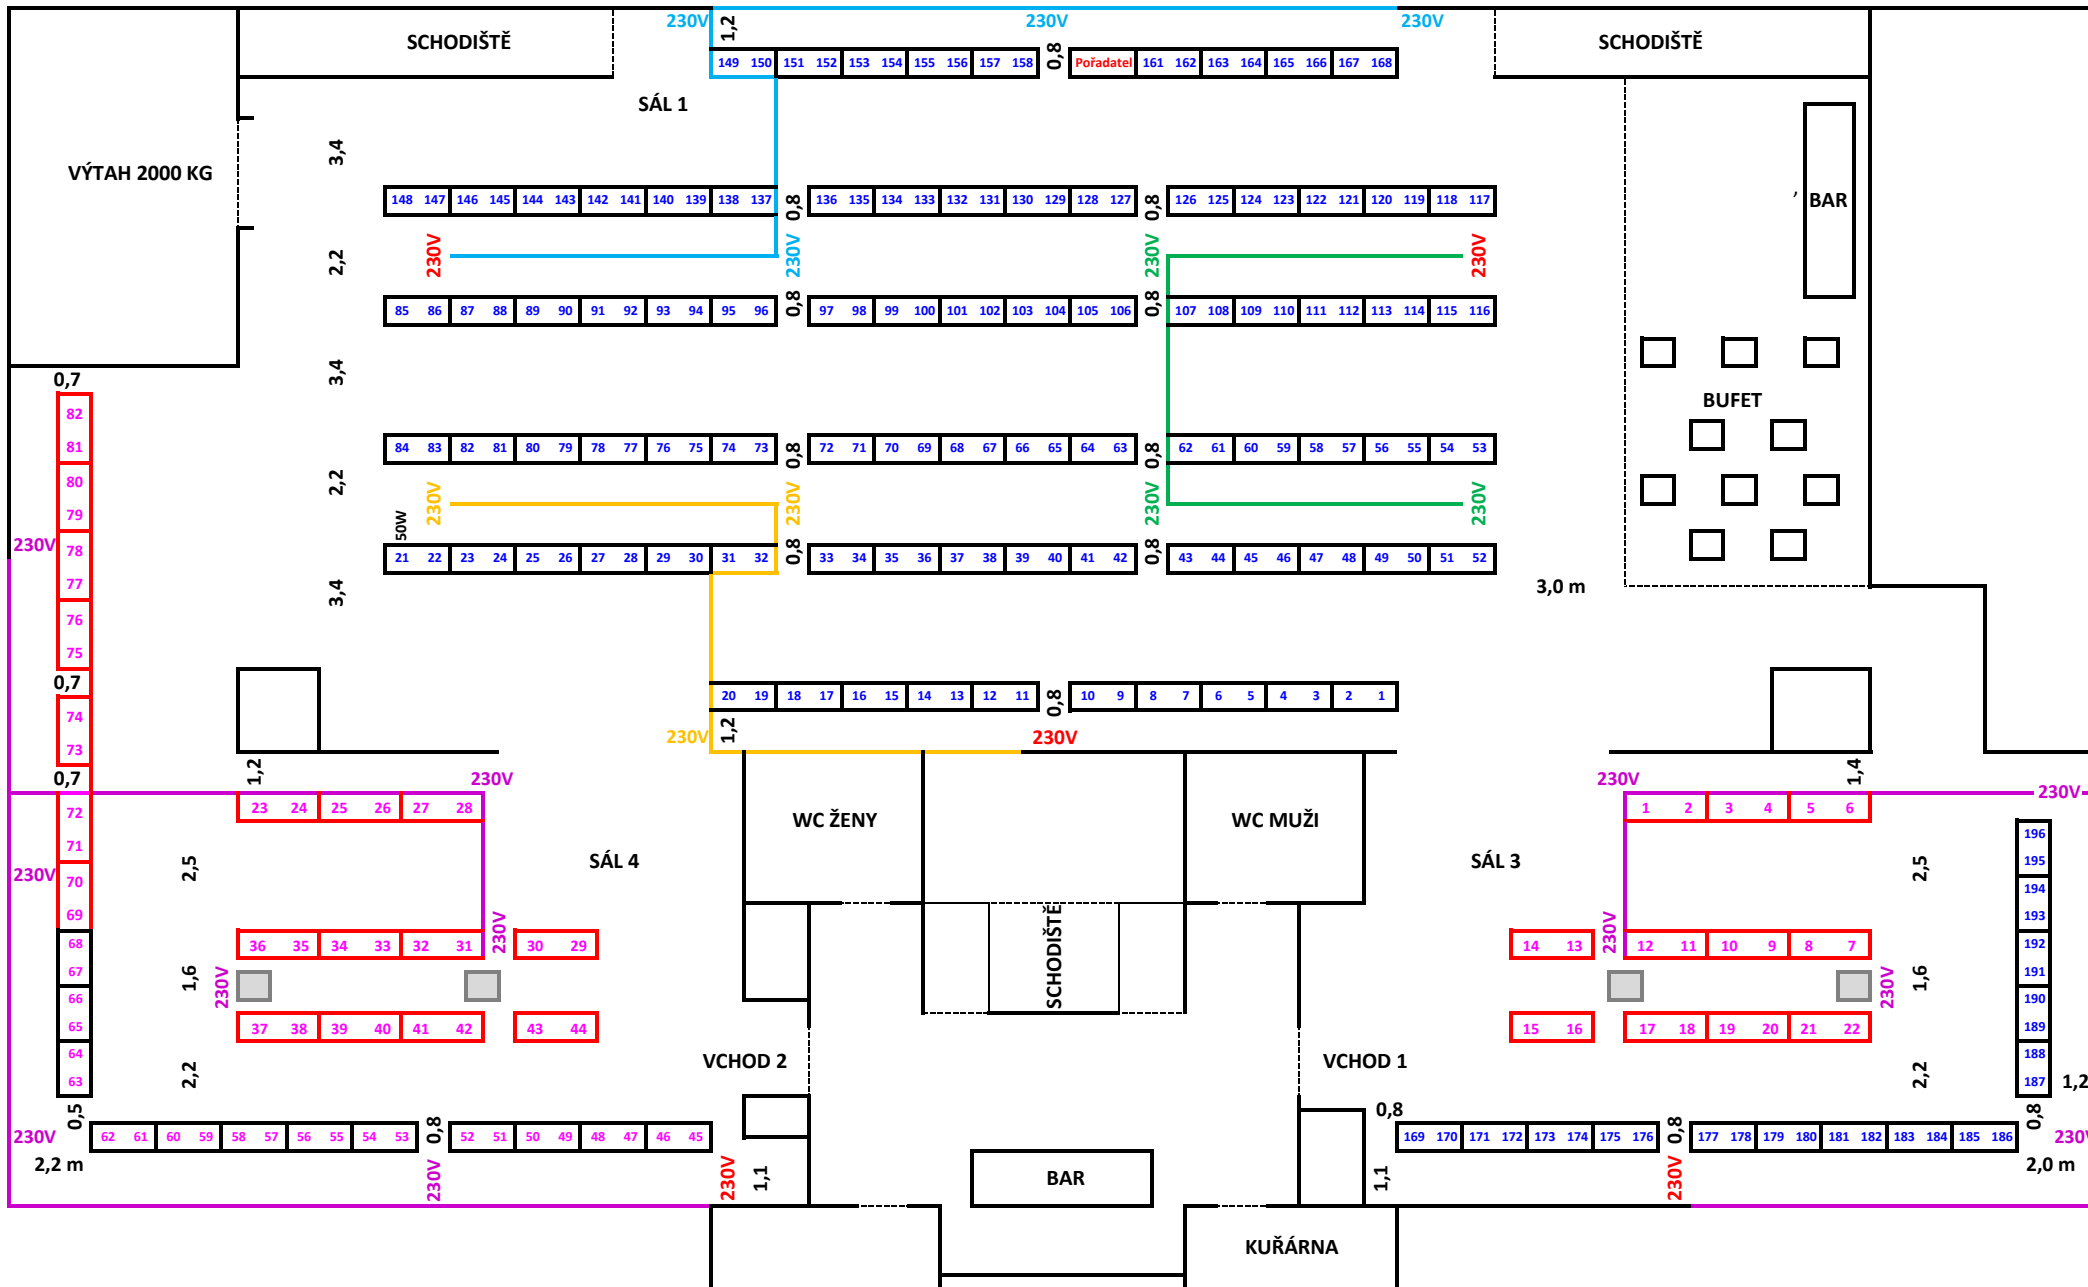 230V 1,2 230V 230V
SCHODIŠTĚ SCHODIŠTĚ
149 150 151 152 153 154 155 156 157 158 0,8 Pořadatel 161 162 163 164 165 166 167 168
SÁL 1
3,4
VÝTAH 2000 KG
, BAR
148 147 146 145 144 143 142 141 140 139 138 137 0,8 136 135 134 133 132 131 130 129 128 127 0,8 126 125 124 123 122 121 120 119 118 117
2,2 230V 230V 230V 230V
85 86 87 88 89 90 91 92 93 94 95 96 0,8 97 98 99 100 101 102 103 104 105 106 0,8 107 108 109 110 111 112 113 114 115 116
3,4
0,7
BUFET
82
81
84 83 82 81 80 79 78 77 76 75 74 73 0,8 72 71 70 69 68 67 66 65 64 63 0,8 62 61 60 59 58 57 56 55 54 53
80
79
2,2 230V 230V 230V 230V
50W
230V
78
77
21 22 23 24 25 26 27 28 29 30 31 32 0,8 33 34 35 36 37 38 39 40 41 42 0,8 43 44 45 46 47 48 49 50 51 52
3,4
3,0 m
76
75
0,7
74
73
20 19 18 17 16 15 14 13 12 11 0,8 10 9 8 7 6 5 4 3 2 1
230V 1,2 230V
0,7 1,2 230V 230V 1,4 230V
72
71
23 24 25 26 27 28
WC ŽENY WC MUŽI
1 2 3 4 5 6
196
195
230V
70
69
2,5 SÁL 4 SÁL 3 2,5
194
193
68
67
36 35 34 33 32 31 230V 30 29
SCHODIŠTĚ
14 13 230V 12 11 10 9 8 7
192
191
66
65
1,6 230V 230V 1,6
190
189
37 38 39 40 41 42 43 44
15 16 17 18 19 20 21 22
64
63
2,2 VCHOD 2 VCHOD 1 2,2
188
187
1,2
0,5 0,8 0,8
230V 62 61 60 59 58 57 56 55 54 53 0,8 52 51 50 49 48 47 46 45
169 170 171 172 173 174 175 176 0,8 177 178 179 180 181 182 183 184 185 186 230V
2,2 m 230V 230V 1,1 BAR 1,1 230V 2,0 m
KUŘÁRNA